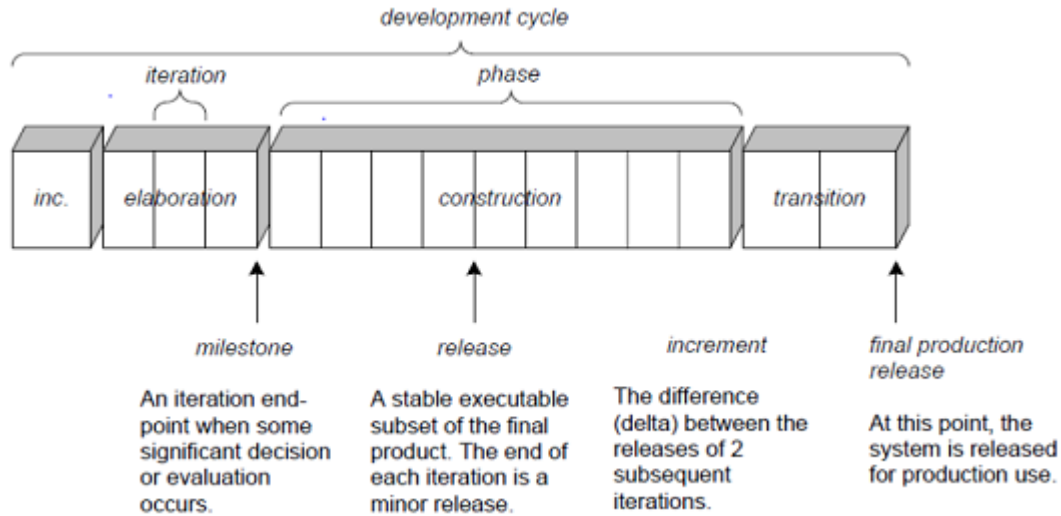 development cycle
iteration
phase
inc.
elaboration
construction
transition
milestone
release
increment
final production
release
An iteration end-
point when some
significant decision
or evaluation
occurs.
A stable executable
subset of the final
product. The end of
each iteration is a
minor release.
The difference
(delta) between the
releases of 2
subsequent
iterations.
At this point, the
system is released
for production use.